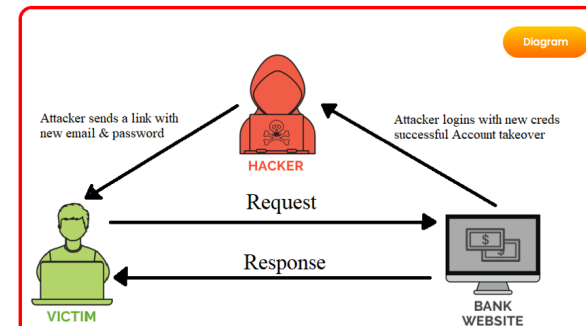 Diagram
Attacker sends a link with
new email & password
Attacker logins with new creds
successful Account takeover
HACKER
Request
Response
VICTIM
BANK
WEBSITE